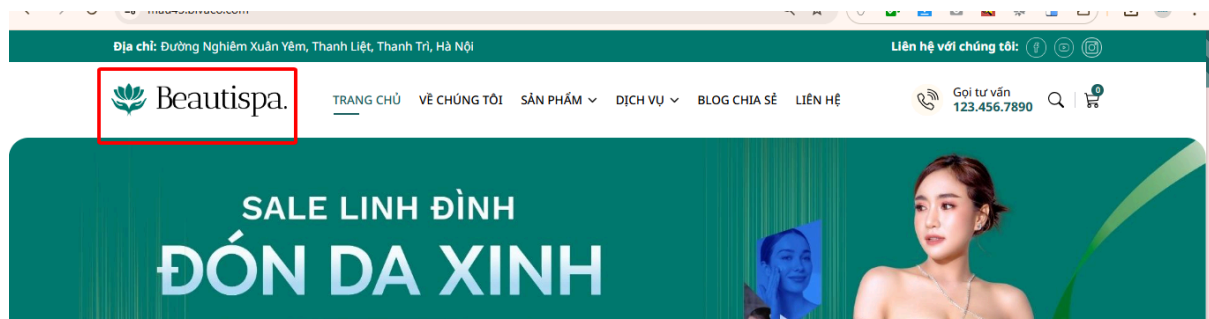 Địa chỉ: Đường Nghiêm Xuân Yêm, Thanh Liệt, Thanh Trì, Hà Nội
Liên hệ với chúng tôi:
Beautispa.
TRANG CHỦ VỀ CHÚNG TÔI SẢN PHẨM DỊCH VỤ BLOG CHIA SẺ LIÊN HỆ
Gọi tư vấn
123.456.7890
0
SALE LINH ĐÌNH
ĐÓN DA XINH